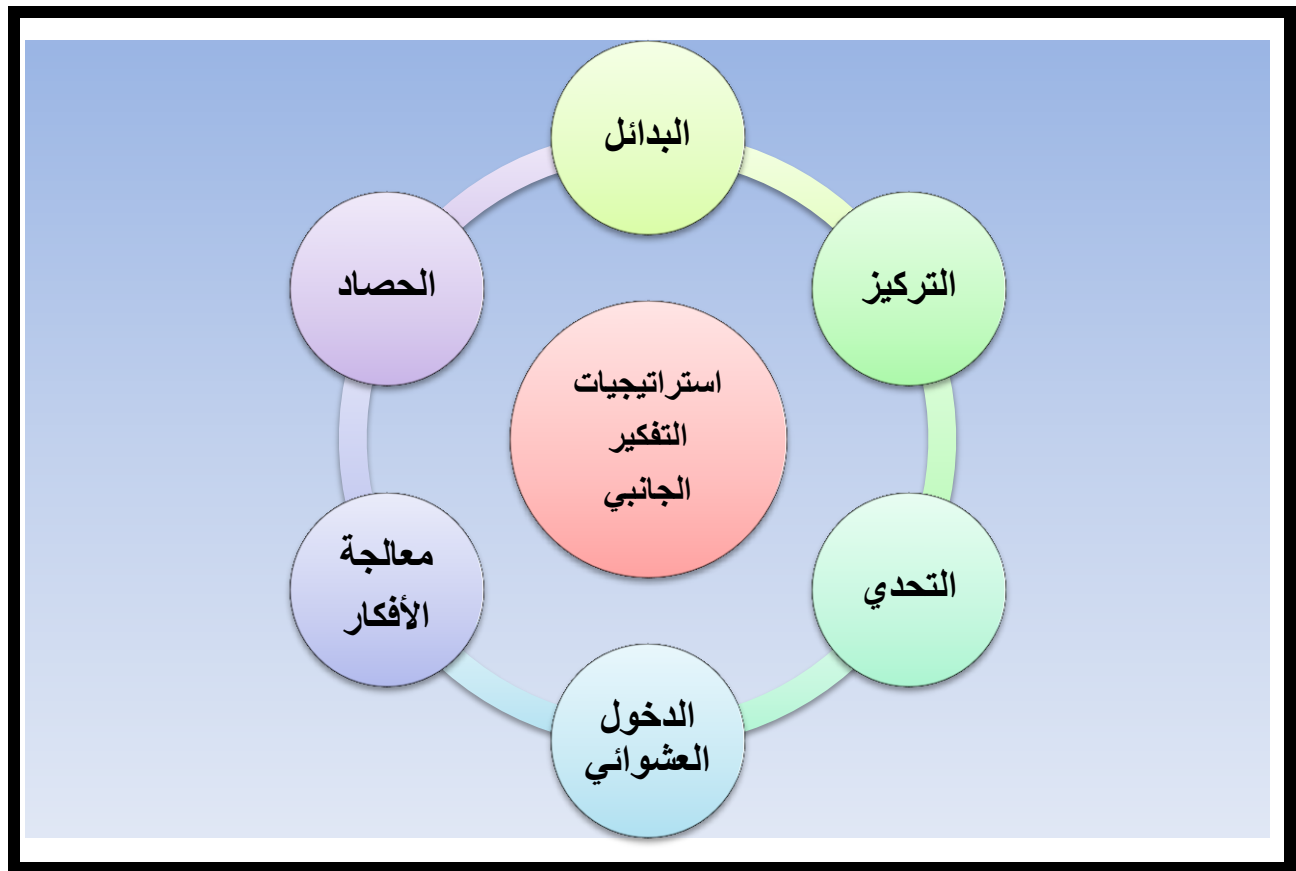 البدائل
التركيز
التحدي
الدخول
العشوائي
معالجة
الأفكار
الحصاد
استراتيجيات
التفكير
الجانبي